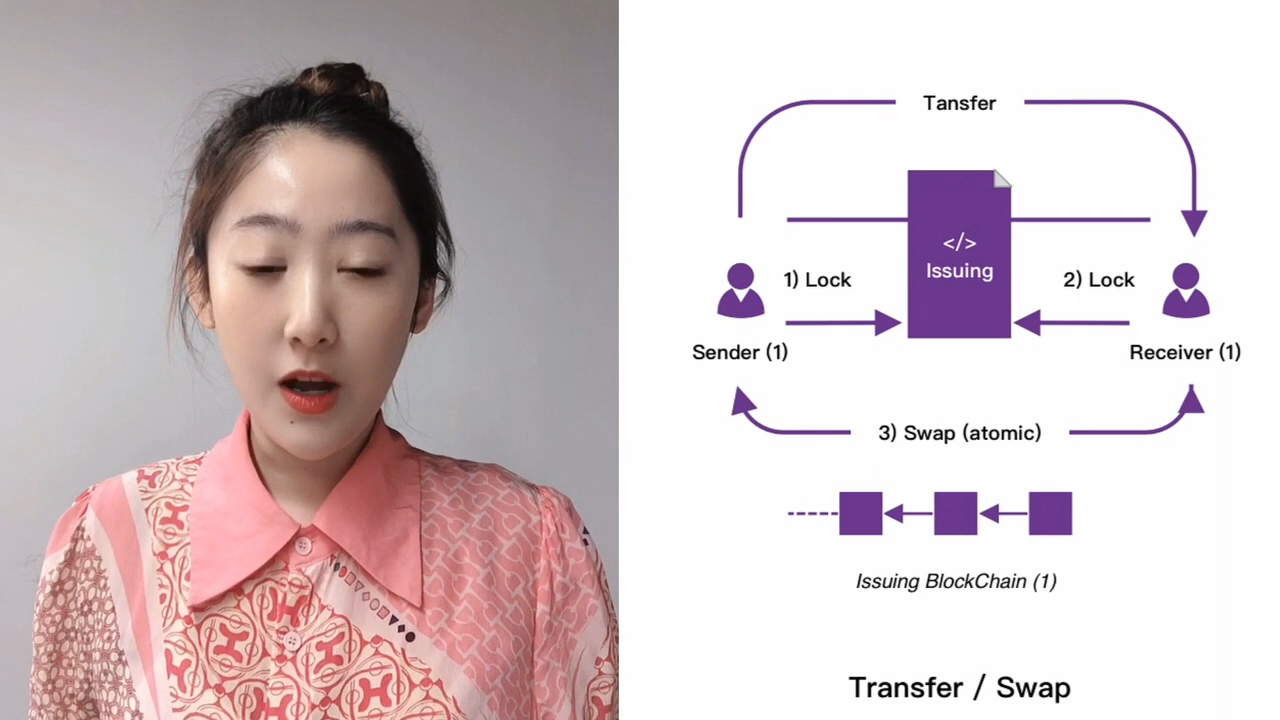 Tansfer
</>
Issuing
1) Lock
2) Lock
Sender (1)
Receiver (1)
3) Swap (atomic)
Issuing BlockChain (1)
Transfer / Swap